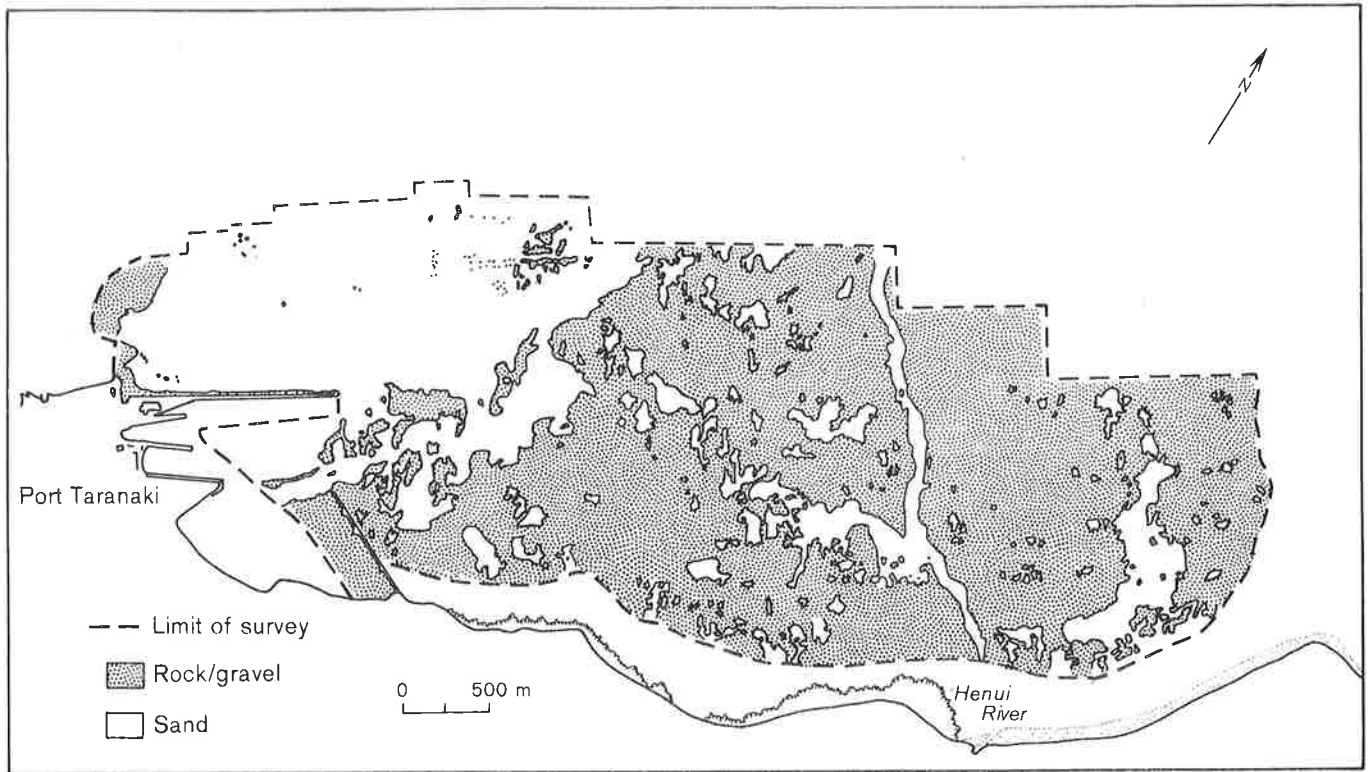 N
Port Taranaki
Limit of survey
Rock/gravel
Sand
0 500 m
Henui
River